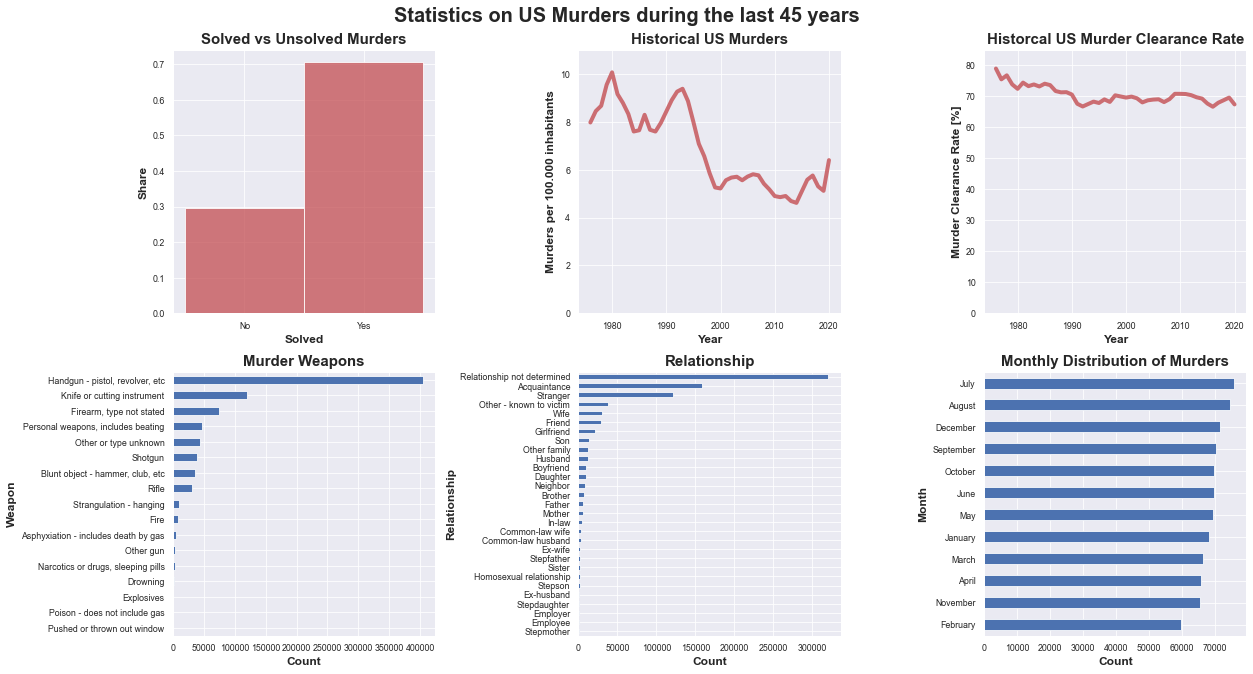 Statistics on US Murders during the last 45 years
Solved vs Unsolved Murders
Share
0.7
0.6
0.5
0.4
0.3
0.2
0.1
0.0
No Yes
Solved
Historical US Murders
Murders per 100.000 inhabitants
10
8
6
4
2
0
1980 1990 2000 2010 2020
Year
Historcal US Murder Clearance Rate
Murder Clearance Rate [%]
80
70
60
50
40
30
20
10
0
1980 1990 2000 2010 2020
Year
Murder Weapons
Weapon
Handgun - pistol, revolver, etc
Knife or cutting instrument
Firearm, type not stated
Personal weapons, includes beating
Other or type unknown
Shotgun
Blunt object - hammer, club, etc
Rifle
Strangulation - hanging
Fire
Asphyxiation - includes death by gas
Other gun
Narcotics or drugs, sleeping pills
Drowning
Explosives
Poison - does not include gas
Pushed or thrown out window
0 50000 100000 150000 200000 250000 300000 350000 400000
Count
Relationship
Relationship
Relationship not determined
Acquaintance
Stranger
Other - known to victim
Wife
Friend
Girlfriend
Son
Other family
Husband
Boyfriend
Daughter
Neighbor
Brother
Father
Mother
In-law
Common-law wife
Common-law husband
Ex-wife
Stepfather
Sister
Homosexual relationship
Stepson
Ex-husband
Stepdaughter
Employer
Employee
Stepmother
0 50000 100000 150000 200000 250000 300000
Count
Monthly Distribution of Murders
Month
July
August
December
September
October
June
May
January
March
April
November
February
0 10000 20000 30000 40000 50000 60000 70000
Count